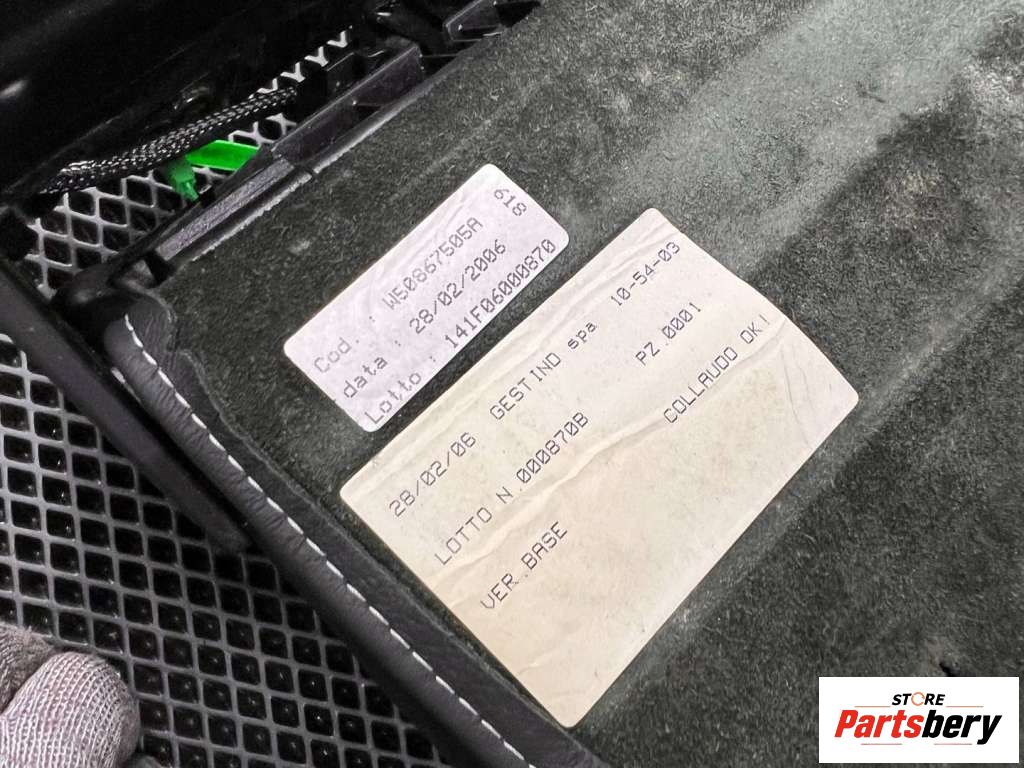 Cod. : W50867505A 618
data : 28/02/2006
Lotto : 141F06000870
28/02/06 GESTIND spa 10-54-03
LOTTO N.000870B PZ.0001
VER.BASE COLLAUDO OK!
STORE
Partsbery